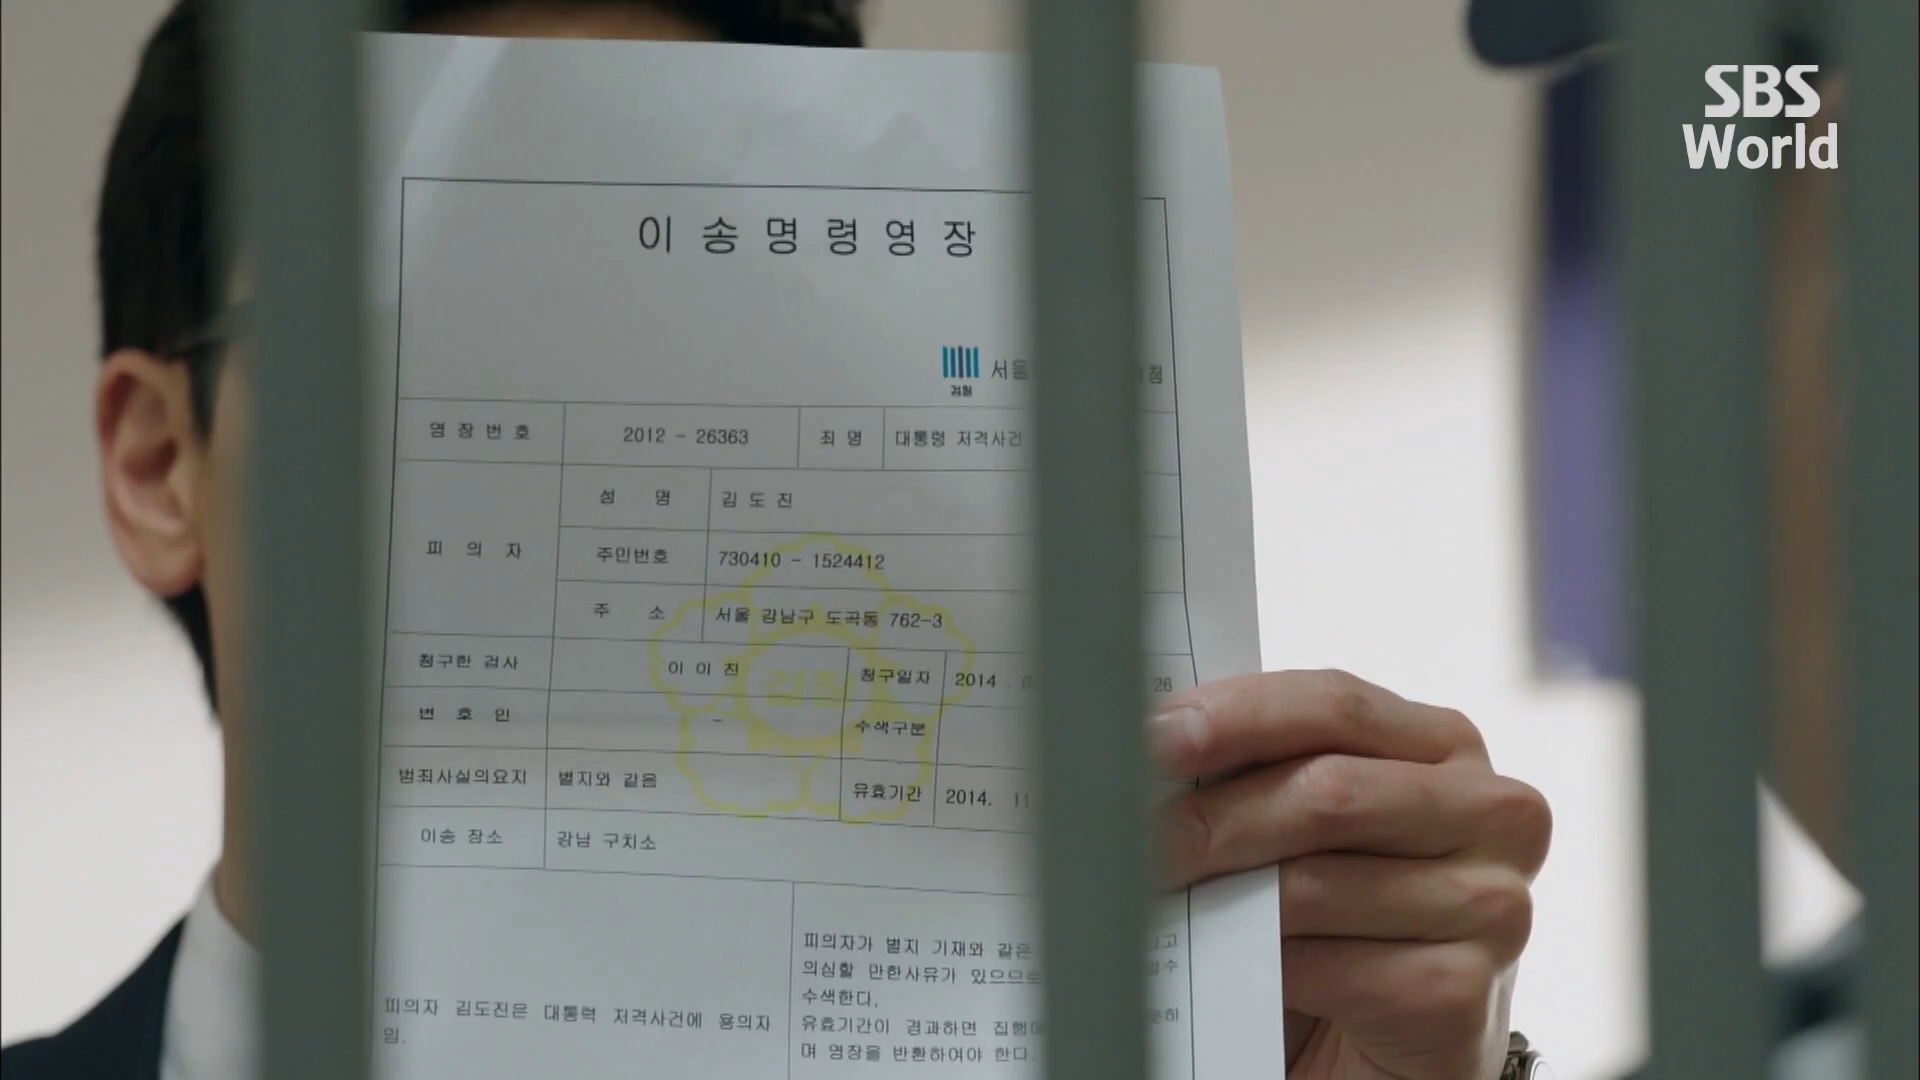 SBS
World
이송명령영장
검찰 서울
영장번호 2012 - 26363 죄명 대통령 저격사건
피의자 성명 김도진
주민번호 730410 - 1524412
주소 서울 강남구 도곡동 762-3
청구한 검사 이이진 청구일자 2014 . 26
변호인 - 수색구분
범죄사실의요지 별지와 같음 유효기간 2014. 11
이송 장소 강남 구치소
피의자 김도진은 대통령 저격사건에 용의자
임.
피의자가 별지 기재와 같은
의심할 만한사유가 있으므로
수색한다.
유효기간이 경과하면
며 영장을 반환하여야 한다.